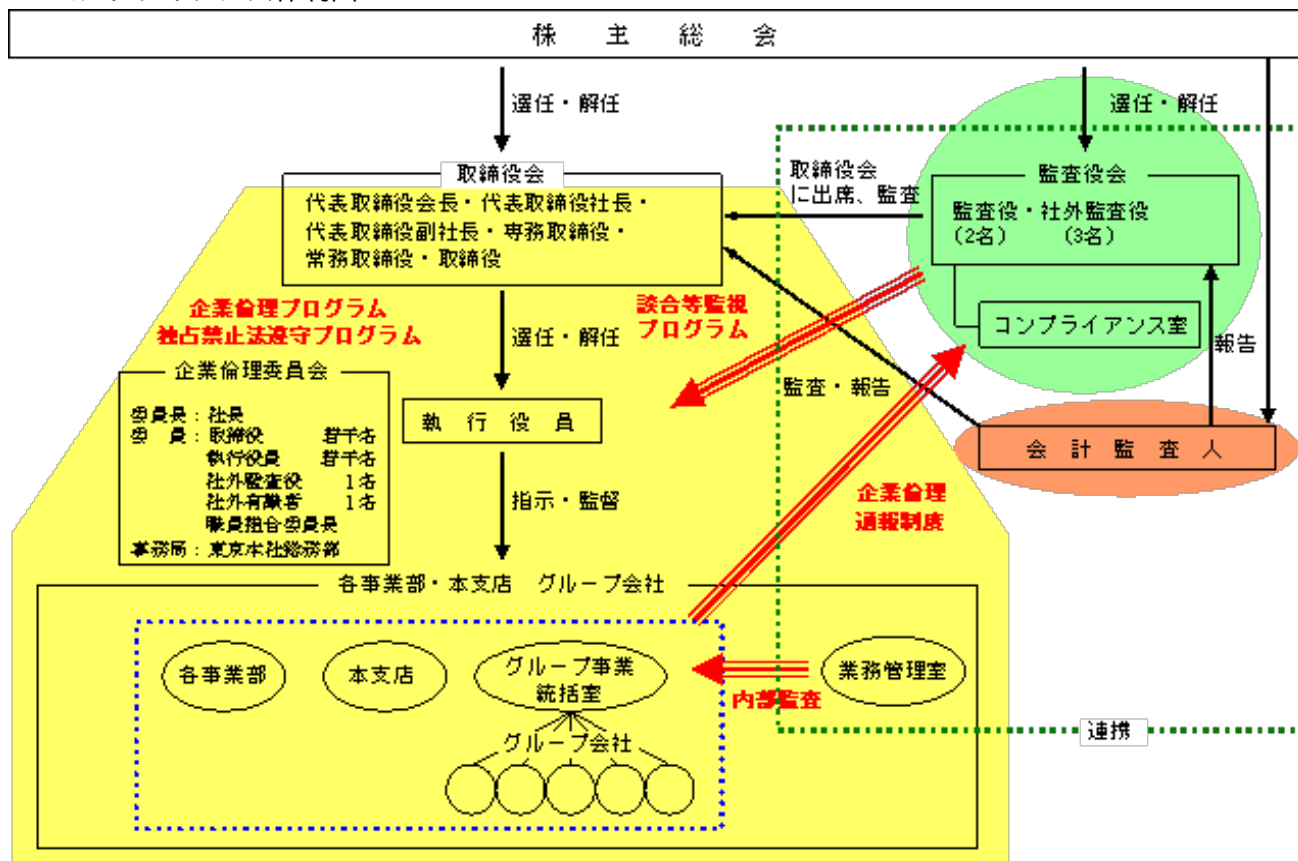 株主総会
選任・解任
選任・解任
取締役会
代表取締役会長・代表取締役社長・
代表取締役副社長・専務取締役・
常務取締役・取締役
取締役会
に出席、監査
監査役会
監査役・社外監査役
(2名) (3名)
コンプライアンス室
報告
企業倫理プログラム
独占禁止法遵守プログラム
談合等監視
プログラム
選任・解任
監査・報告
企業倫理委員会
委員長:社長
委 員:取締役 若干名
執行役員 若干名
社外監査役 1名
社外有識者 1名
職員組合委員長
事務局:東京本社総務部
執行役員
会計監査人
指示・監督
企業倫理
通報制度
各事業部・本支店 グループ会社
各事業部
本支店
グループ事業
統括室
業務管理室
内部監査
グループ会社
連携